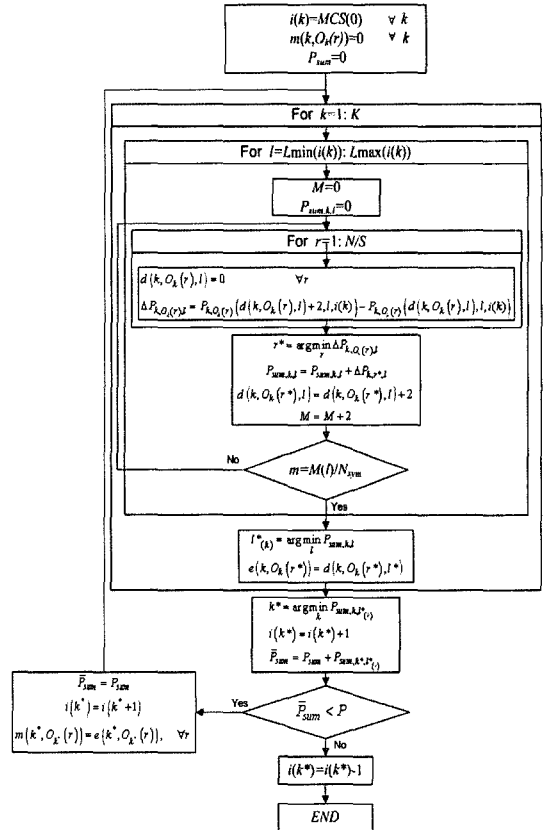 i(k)=MCS(0) ∀ k
m(k,O_k(r))=0 ∀ k
P_sum=0
For k=1: K
For l=Lmin(i(k)): Lmax(i(k))
M=0
P_sum,k,l=0
For r=1: N/S
d{k,O_k(r),l}=0 ∀r
ΔP_k,O_k(r),l = P_k,O_k(r){d{k,O_k(r),l}+2,l,i(k)}−P_k,O_k(r){d{k,O_k(r),l},l,i(k)}
r* = argmin_r ΔP_k,O_k(r),l
P_sum,k,l = P_sum,k,l + ΔP_k,r*,l
d{k,O_k(r*),l} = d{k,O_k(r*),l}+2
M = M+2
No
m=M(l)/N_sym
Yes
l*_(k) = argmin_l P_sum,k,l
e{k,O_k(r*)} = d{k,O_k(r*),l*}
k* = argmin_k P_sum,k,l*
i(k*) = i(k*)+1
P̅_sum = P_sum + P_sum,k*,l*
P̅_sum = P_sum
i(k*) = i{k*+1}
m{k*,O_k*(r)} = e{k*,O_k*(r)}, ∀r
Yes
P̅_sum < P
No
i(k*)=i(k*)-1
END